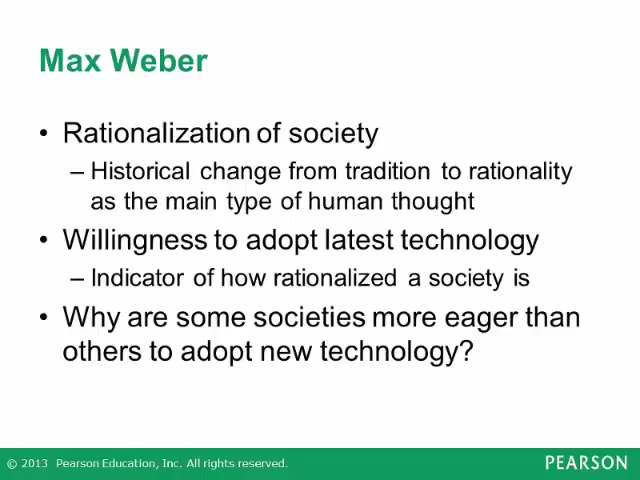 Max Weber
• Rationalization of society
– Historical change from tradition to rationality
as the main type of human thought
• Willingness to adopt latest technology
– Indicator of how rationalized a society is
• Why are some societies more eager than
others to adopt new technology?
© 2013 Pearson Education, Inc. All rights reserved.
PEARSON